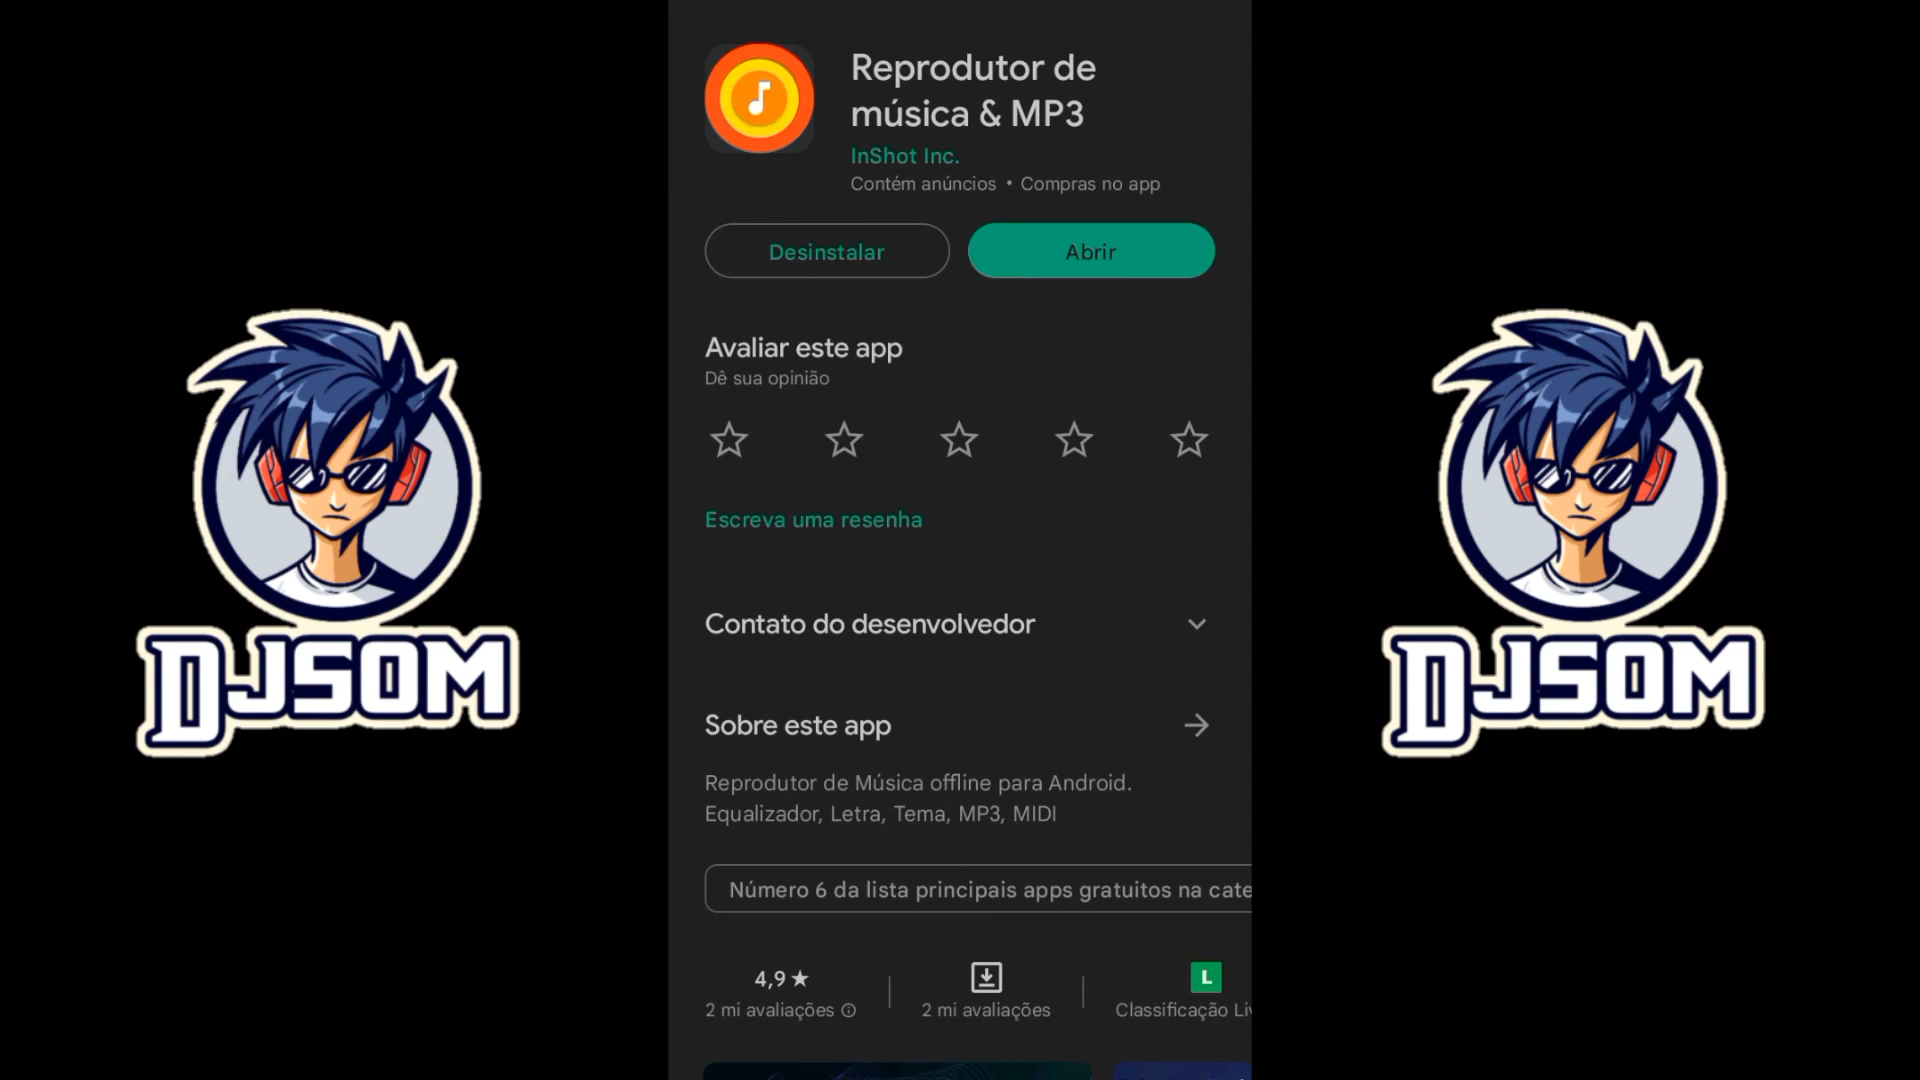 Reprodutor de
música & MP3
InShot Inc.
Contém anúncios • Compras no app
Desinstalar
Abrir
Avaliar este app
Dê sua opinião
Escreva uma resenha
DJSOM
DJSOM
Contato do desenvolvedor
Sobre este app
Reprodutor de Música offline para Android.
Equalizador, Letra, Tema, MP3, MIDI
Número 6 da lista principais apps gratuitos na cate
4,9 ★
2 mi avaliações
2 mi avaliações
L
Classificação Liv